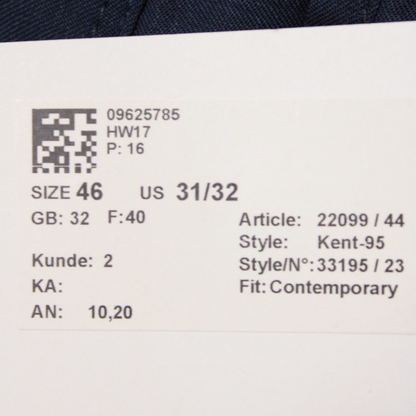 09625785
HW17
P: 16
SIZE 46 US 31/32
GB: 32 F:40
Article: 22099 / 44
Style: Kent-95
Kunde: 2
Style/N°:33195 / 23
KA:
Fit: Contemporary
AN: 10,20